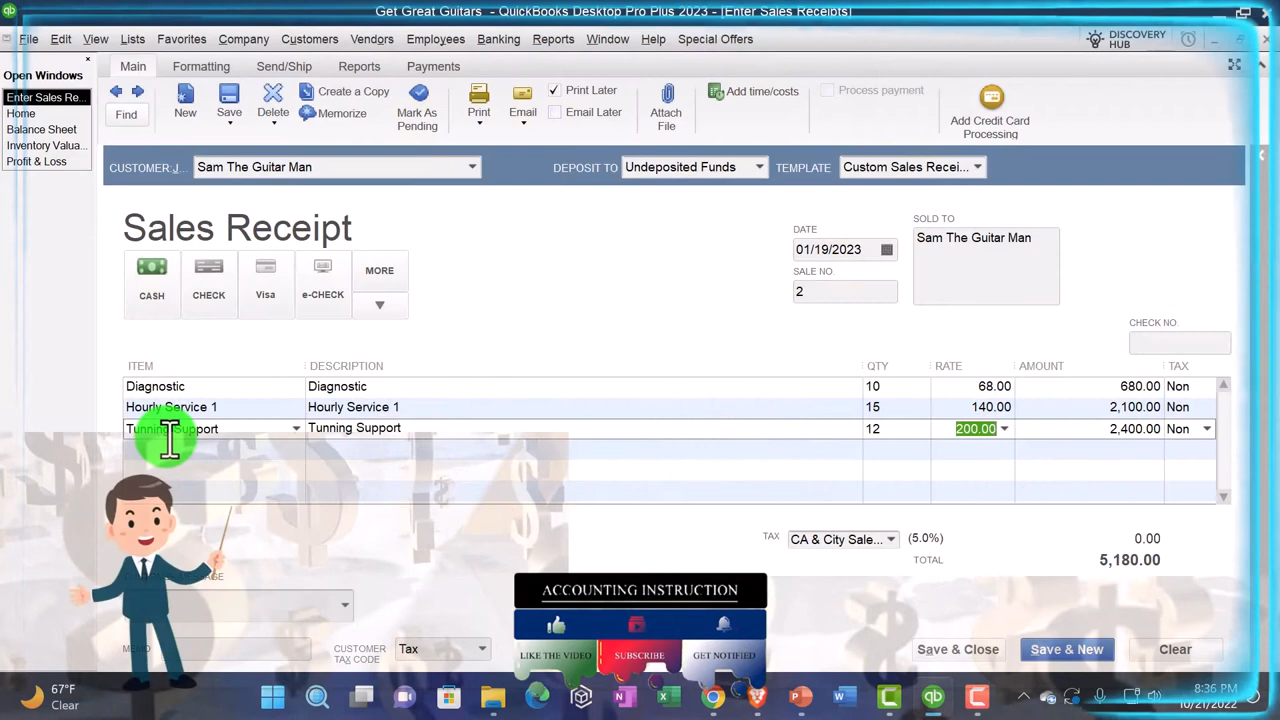 Get Great Guitars - QuickBooks Desktop Pro Plus 2023 - [Enter Sales Receipts]
File Edit View Lists Favorites Company Customers Vendors Employees Banking Reports Window Help Special Offers
DISCOVERY HUB
Open Windows
Enter Sales Re...
Home
Balance Sheet
Inventory Valua...
Profit & Loss
Main Formatting Send/Ship Reports Payments
Find
New
Save
Delete
Create a Copy
Memorize
Mark As Pending
Print
Email
Print Later
Email Later
Attach File
Add time/costs
Process payment
Add Credit Card Processing
CUSTOMER:J... Sam The Guitar Man DEPOSIT TO Undeposited Funds TEMPLATE Custom Sales Recei...
Sales Receipt
CASH CHECK Visa e-CHECK MORE
DATE
01/19/2023
SALE NO.
2
SOLD TO
Sam The Guitar Man
CHECK NO.
ITEM DESCRIPTION QTY RATE AMOUNT TAX
Diagnostic Diagnostic 10 68.00 680.00 Non
Hourly Service 1 Hourly Service 1 15 140.00 2,100.00 Non
Tunning Support Tunning Support 12 200.00 2,400.00 Non
TAX CA & City Sale... (5.0%) 0.00
TOTAL 5,180.00
ACCOUNTING INSTRUCTION
LIKE THE VIDEO SUBSCRIBE GET NOTIFIED
CUSTOMER TAX CODE Tax
Save & Close Save & New Clear
67°F
Clear
8:36 PM
10/21/2022